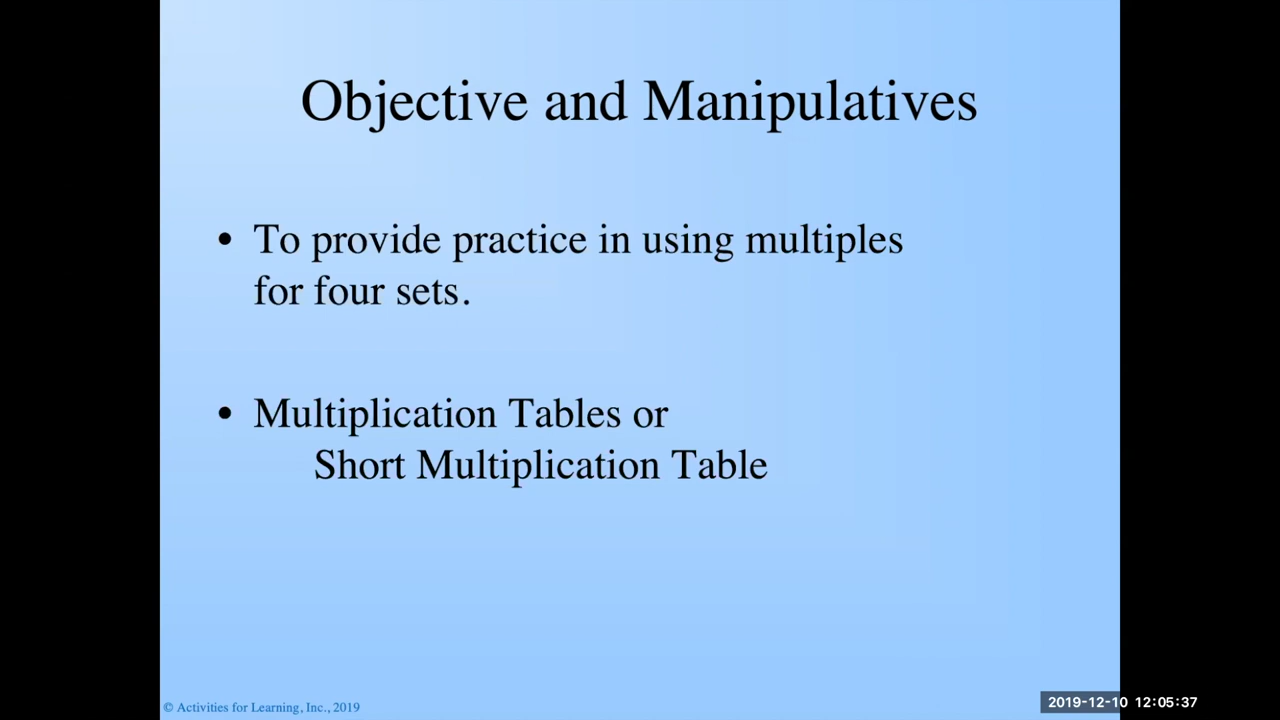 Objective and Manipulatives
• To provide practice in using multiples
for four sets.
• Multiplication Tables or
Short Multiplication Table
© Activities for Learning, Inc., 2019
2019-12-10 12:05:37